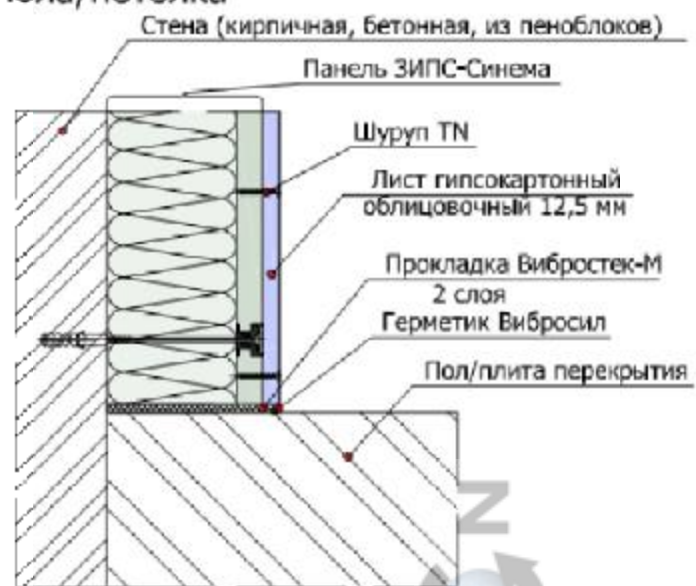 Стена (кирпичная, бетонная, из пеноблоков)
Панель ЗИПС-Синема
Шуруп TN
Лист гипсокартонный
облицовочный 12,5 мм
Прокладка Вибростек-М
2 слоя
Герметик Вибросил
Пол/плита перекрытия